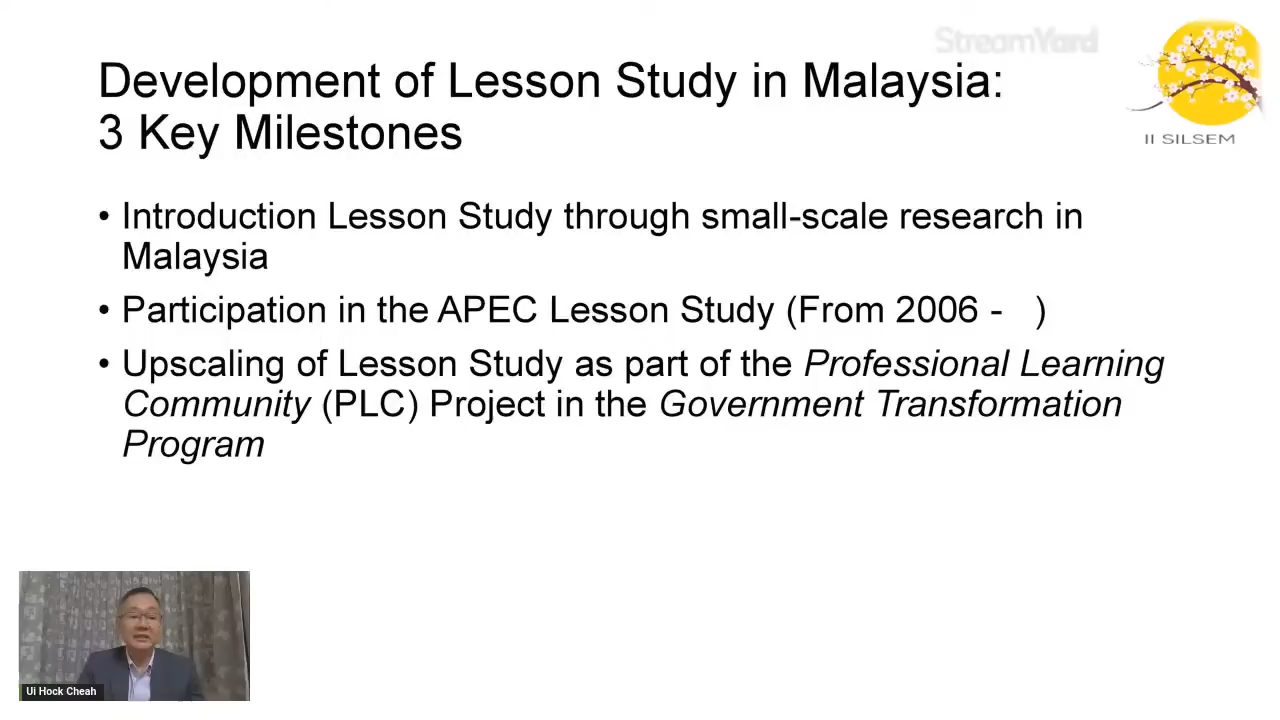 StreamYard
Development of Lesson Study in Malaysia:
3 Key Milestones
II SILSEM
• Introduction Lesson Study through small-scale research in
Malaysia
• Participation in the APEC Lesson Study (From 2006 -   )
• Upscaling of Lesson Study as part of the Professional Learning
Community (PLC) Project in the Government Transformation
Program
Ui Hock Cheah